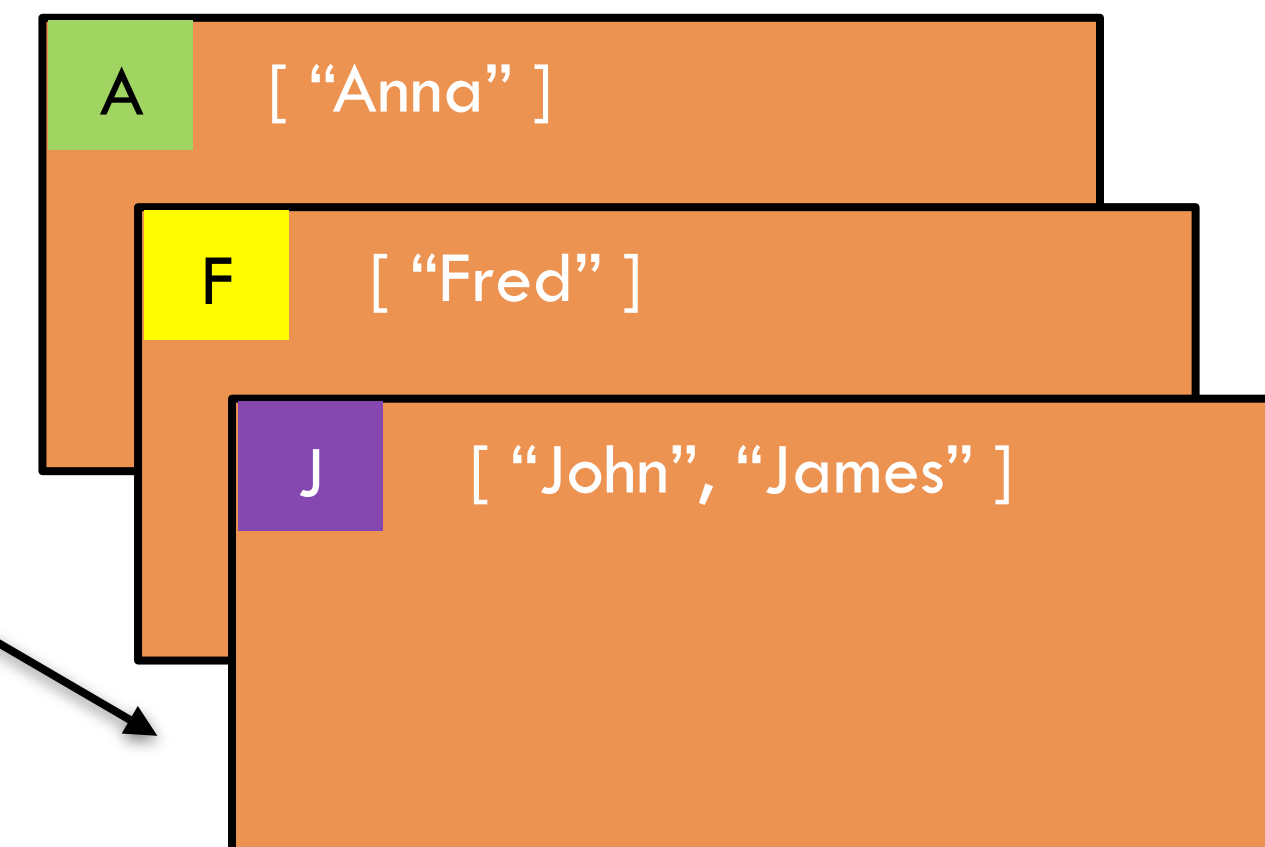 A [ “Anna” ]
F [ “Fred” ]
J [ “John”, “James” ]